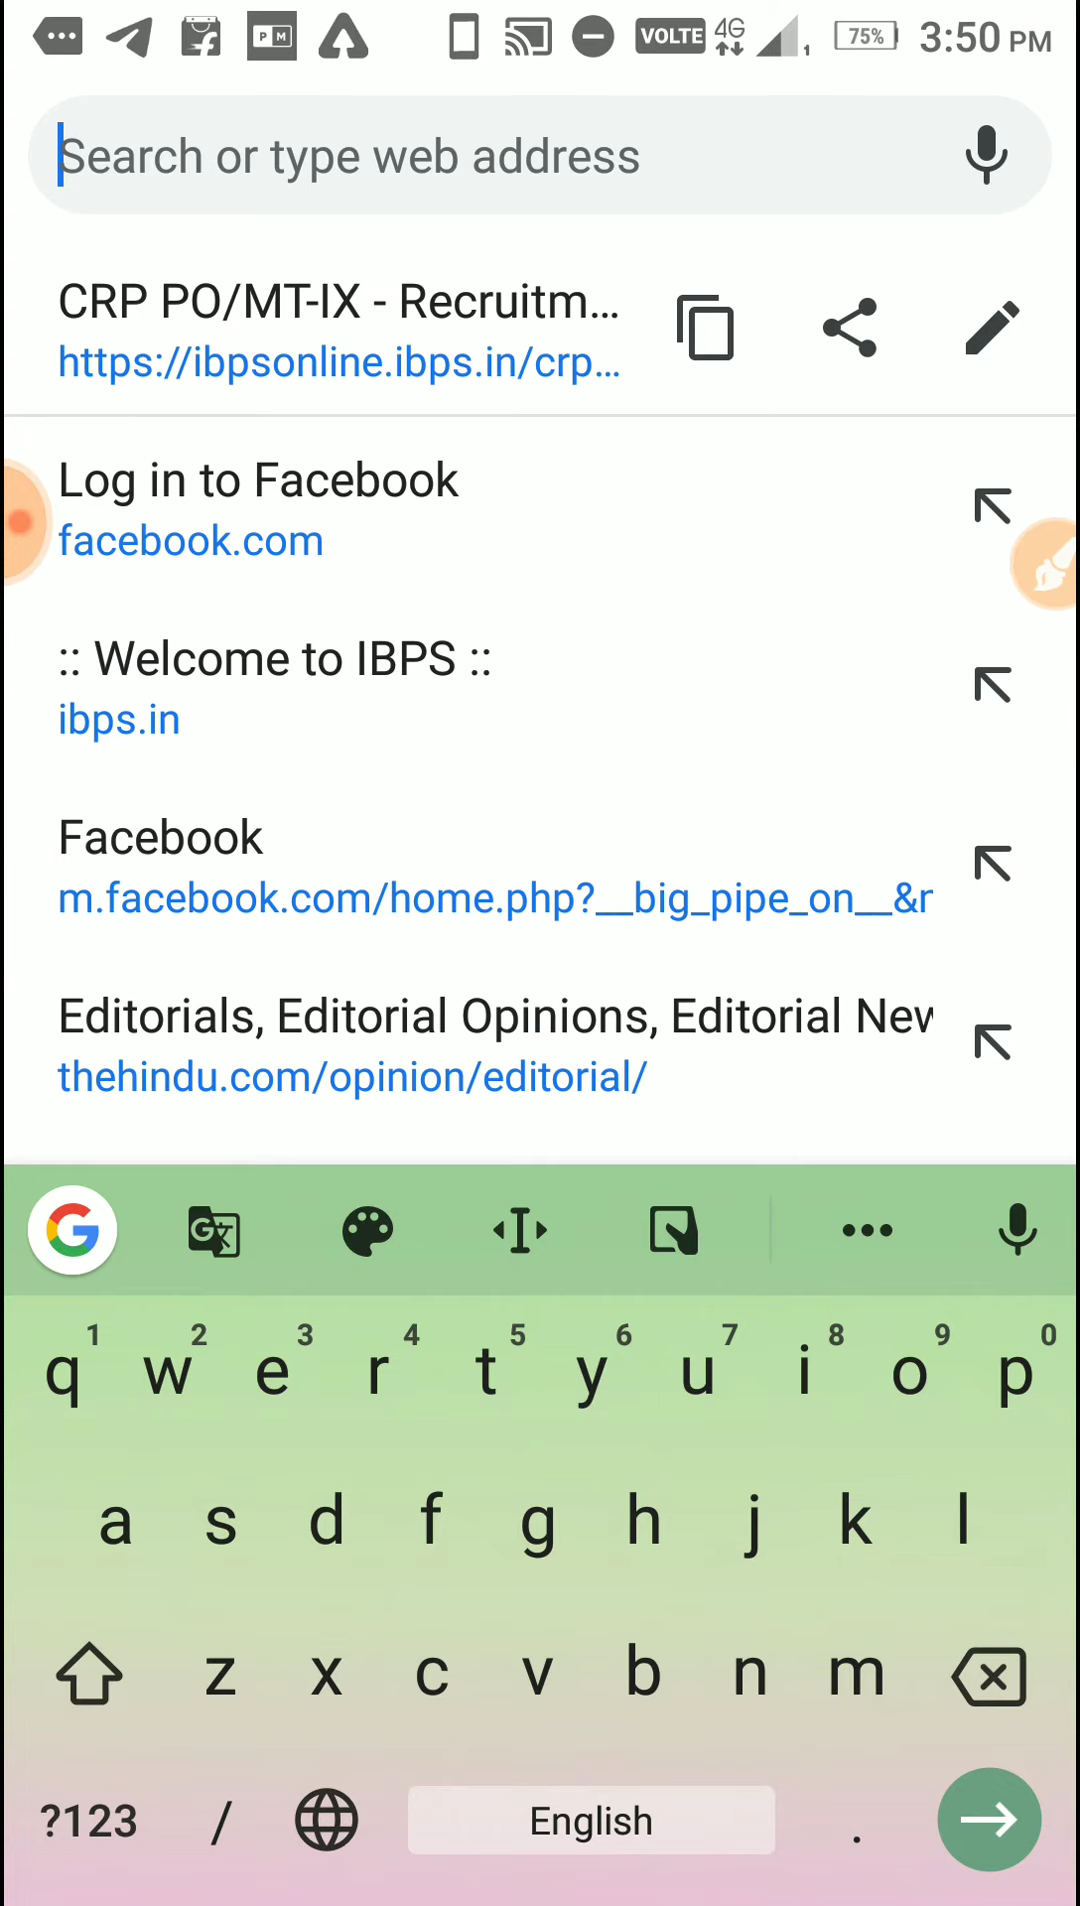 VOLTE 4G 1 75% 3:50 PM
Search or type web address
CRP PO/MT-IX - Recruitm...
https://ibpsonline.ibps.in/crp...
Log in to Facebook
facebook.com
:: Welcome to IBPS ::
ibps.in
Facebook
m.facebook.com/home.php?__big_pipe_on__&r
Editorials, Editorial Opinions, Editorial New
thehindu.com/opinion/editorial/
1 2 3 4 5 6 7 8 9 0
q w e r t y u i o p
a s d f g h j k l
z x c v b n m
?123 / English .